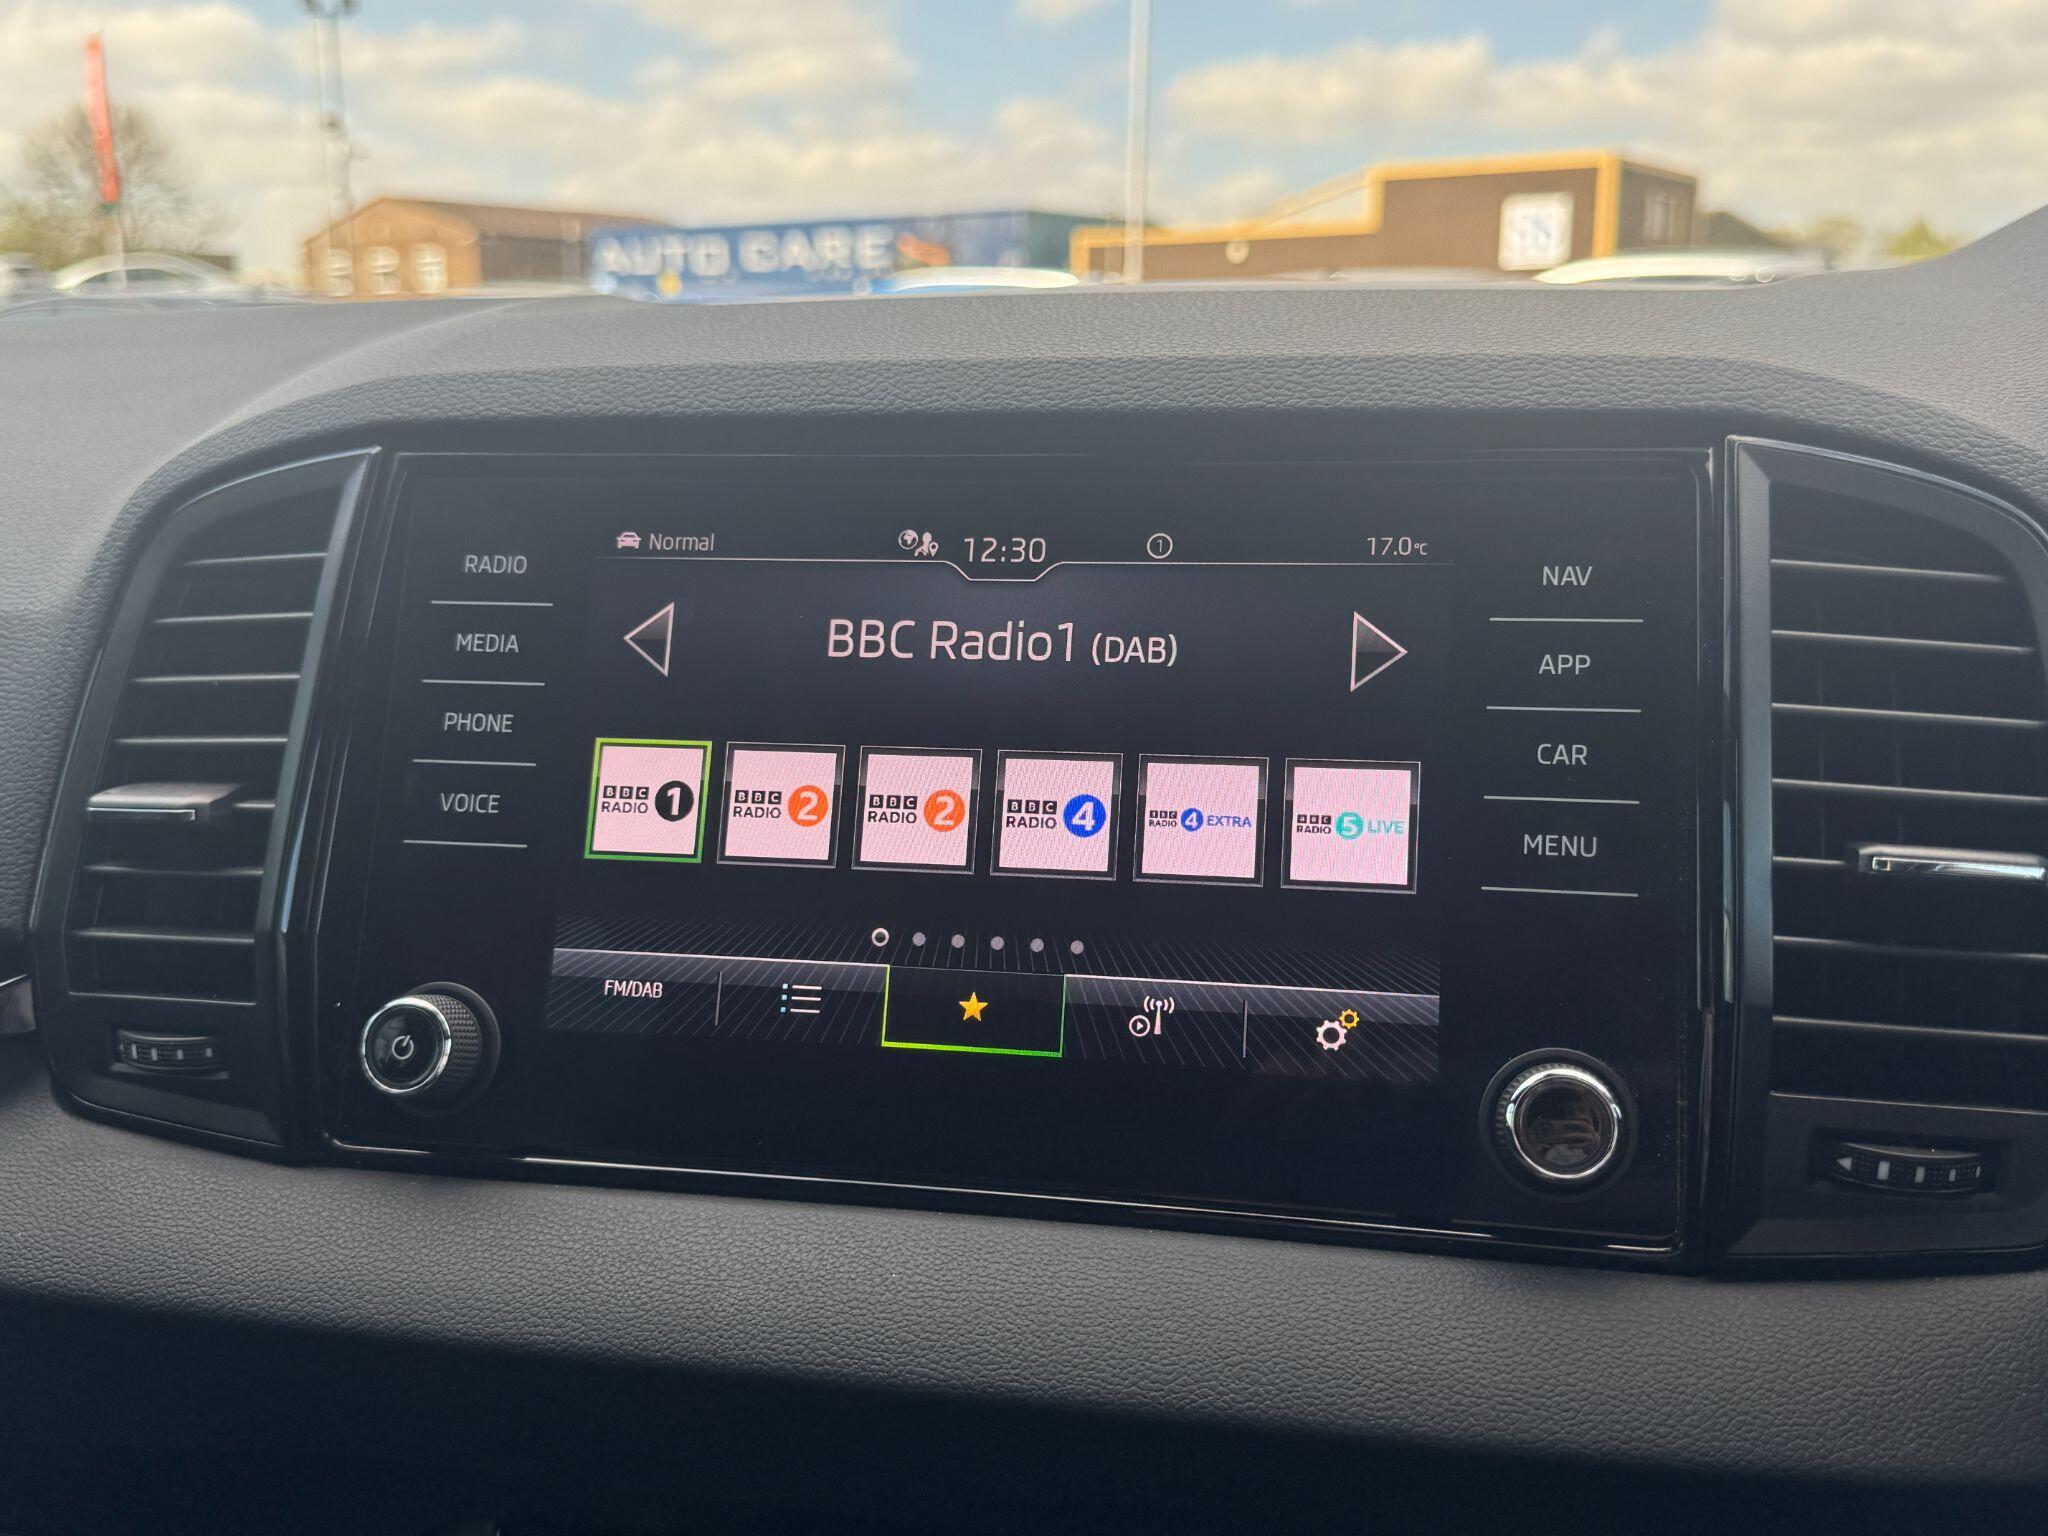 AUTO CARE
Normal
12:30
1
17.0°C
RADIO
MEDIA
PHONE
VOICE
NAV
APP
CAR
MENU
BBC Radio1 (DAB)
BBC RADIO 1
BBC RADIO 2
BBC RADIO 2
BBC RADIO 4
BBC RADIO 4 EXTRA
BBC RADIO 5 LIVE
FM/DAB